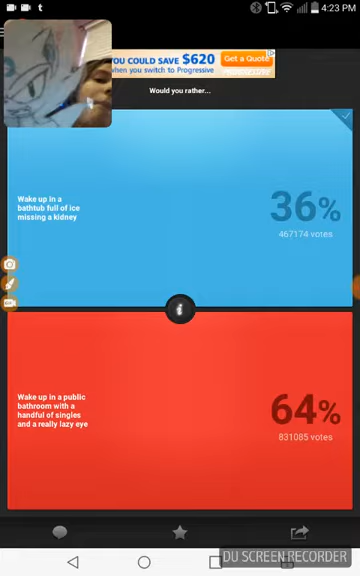 t
4:23 PM
YOU COULD SAVE $620
when you switch to Progressive
Get a Quote
Would you rather...
Wake up in a
bathtub full of ice
missing a kidney
36%
467174 votes
i
Wake up in a public
bathroom with a
handful of singles
and a really lazy eye
64%
831085 votes
DU SCREEN RECORDER